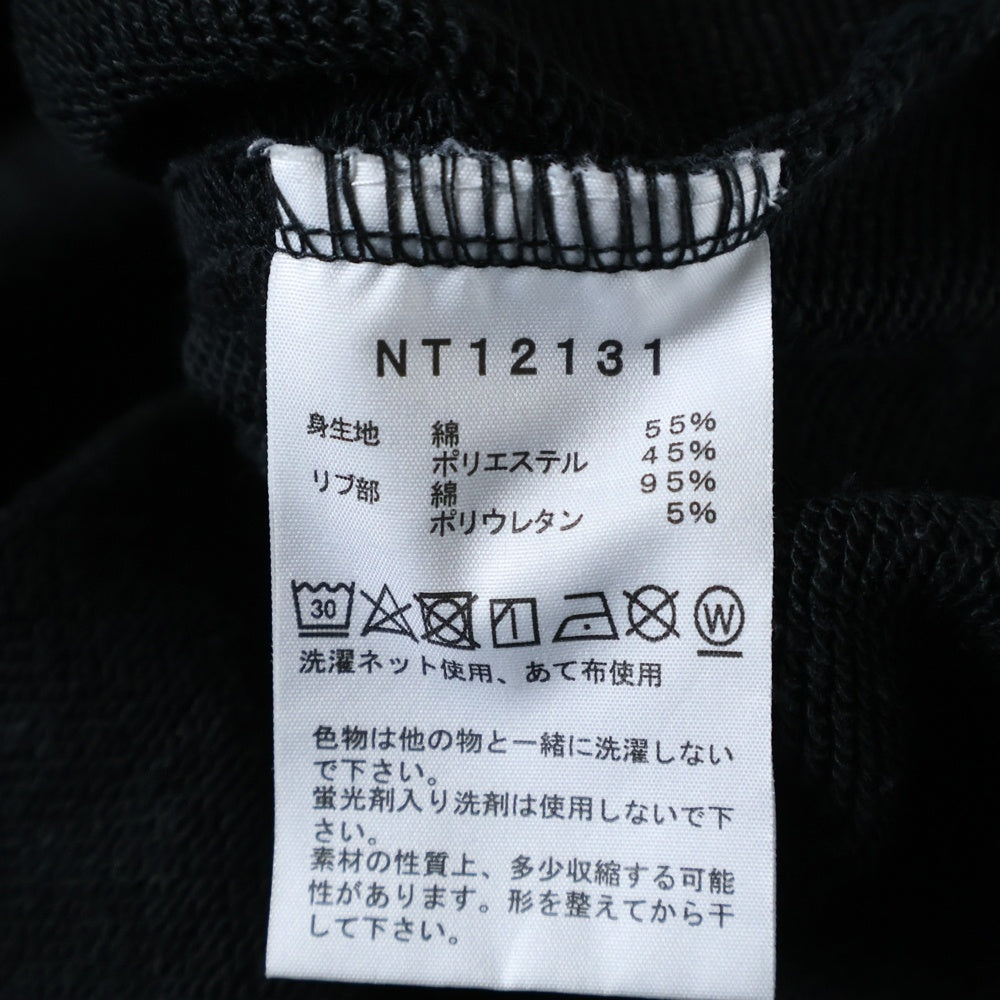 NT12131
身生地 綿 55%
ポリエステル 45%
リブ部 綿 95%
ポリウレタン 5%
30 W
洗濯ネット使用、あて布使用
色物は他の物と一緒に洗濯しない
で下さい。
蛍光剤入り洗剤は使用しないで下
さい。
素材の性質上、多少収縮する可能
性があります。形を整えてから干
して下さい。